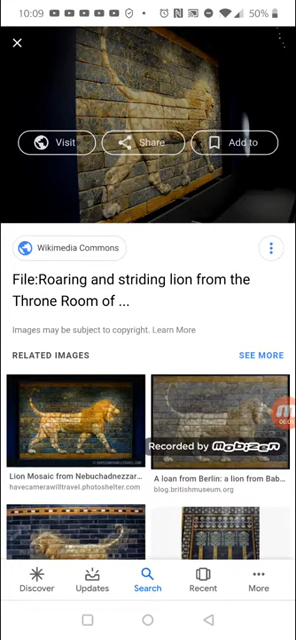 10:09
50%
Visit
Share
Add to
Wikimedia Commons
File:Roaring and striding lion from the
Throne Room of ...
Images may be subject to copyright. Learn More
RELATED IMAGES
SEE MORE
Recorded by mobizen
Lion Mosaic from Nebuchadnezzar...
havecamerawilltravel.photoshelter.com
A loan from Berlin: a lion from Bab...
blog.britishmuseum.org
Discover
Updates
Search
Recent
More